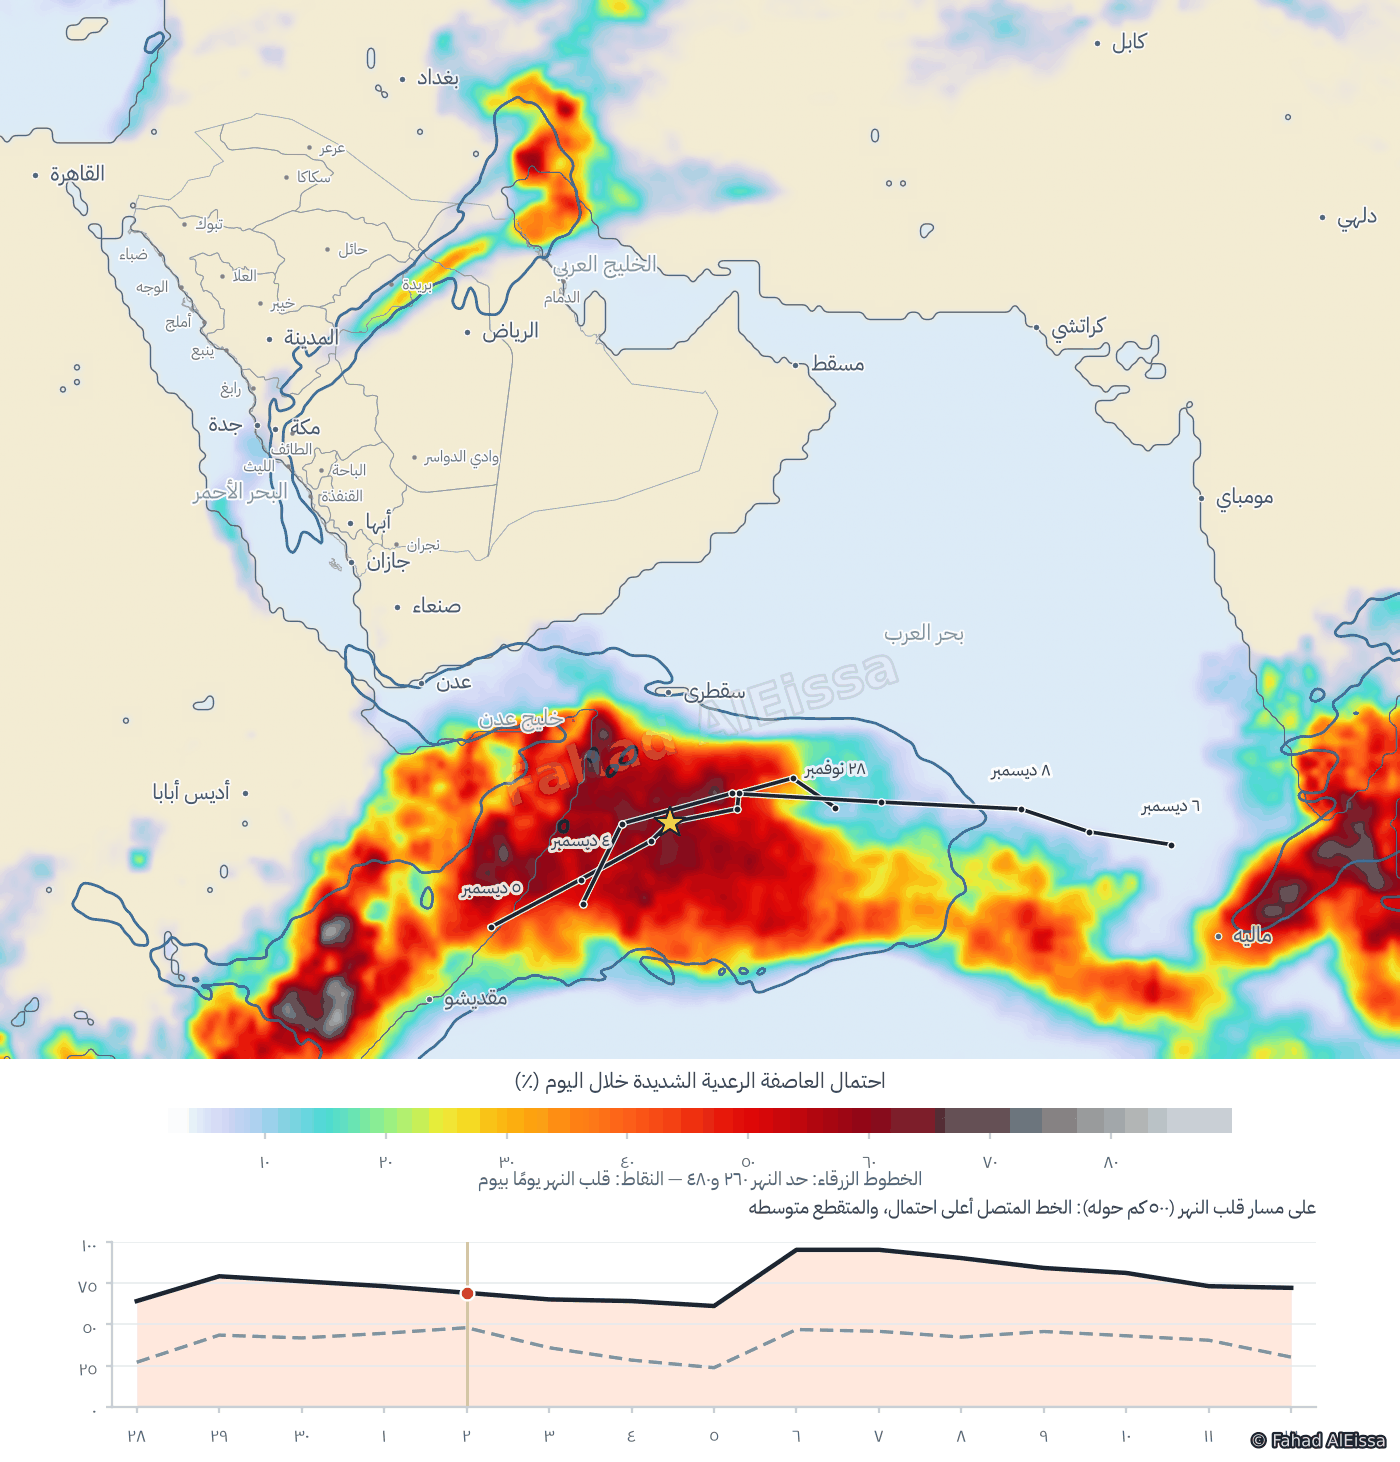 كابل
بغداد
عرعر
القاهرة
سكاكا
دلهي
تبوك
حائل
ضباء
الخليج العربي
العلا
الوجه
بريدة
الدمام
خيبر
أملج
كراتشي
الرياض
المدينة
ينبع
مسقط
رابغ
جدة
مكة
الطائف
وادي الدواسر
الليث
الباحة
البحر الأحمر
القنفذة
مومباي
أبها
نجران
جازان
صنعاء
بحر العرب
عدن
سقطرى
Fahad AlEissa
خليج عدن
٢٨ نوفمبر
٨ ديسمبر
أديس أبابا
٦ ديسمبر
٤ ديسمبر
٥ ديسمبر
ماليه
مقديشو
احتمال العاصفة الرعدية الشديدة خلال اليوم (٪)
١٠ ٢٠ ٣٠ ٤٠ ٥٠ ٦٠ ٧٠ ٨٠
الخطوط الزرقاء: حد النهر ٢٦٠ و٤٨٠ — النقاط: قلب النهر يومًا بيوم
على مسار قلب النهر (٥٠٠ كم حوله): الخط المتصل أعلى احتمال، والمتقطع متوسطه
١٠٠
٧٥
٥٠
٢٥
٠
٢٨ ٢٩ ٣٠ ١ ٢ ٣ ٤ ٥ ٦ ٧ ٨ ٩ ١٠ ١١
© Fahad AlEissa